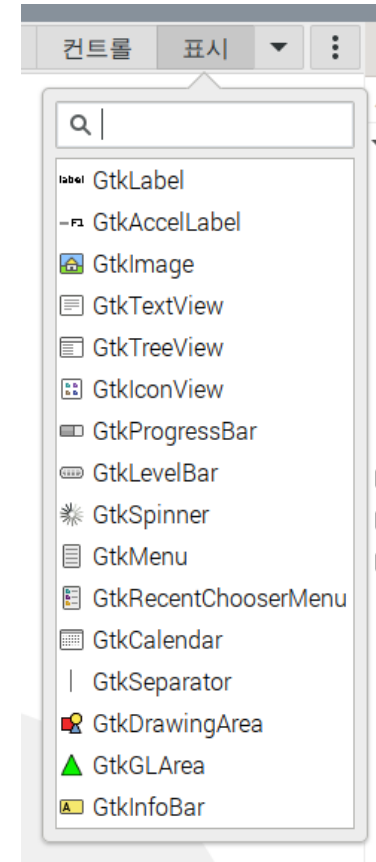 컨트롤 표시
label GtkLabel
F1 GtkAccelLabel
GtkImage
GtkTextView
GtkTreeView
GtkIconView
GtkProgressBar
GtkLevelBar
GtkSpinner
GtkMenu
GtkRecentChooserMenu
GtkCalendar
GtkSeparator
GtkDrawingArea
GtkGLArea
A GtkInfoBar